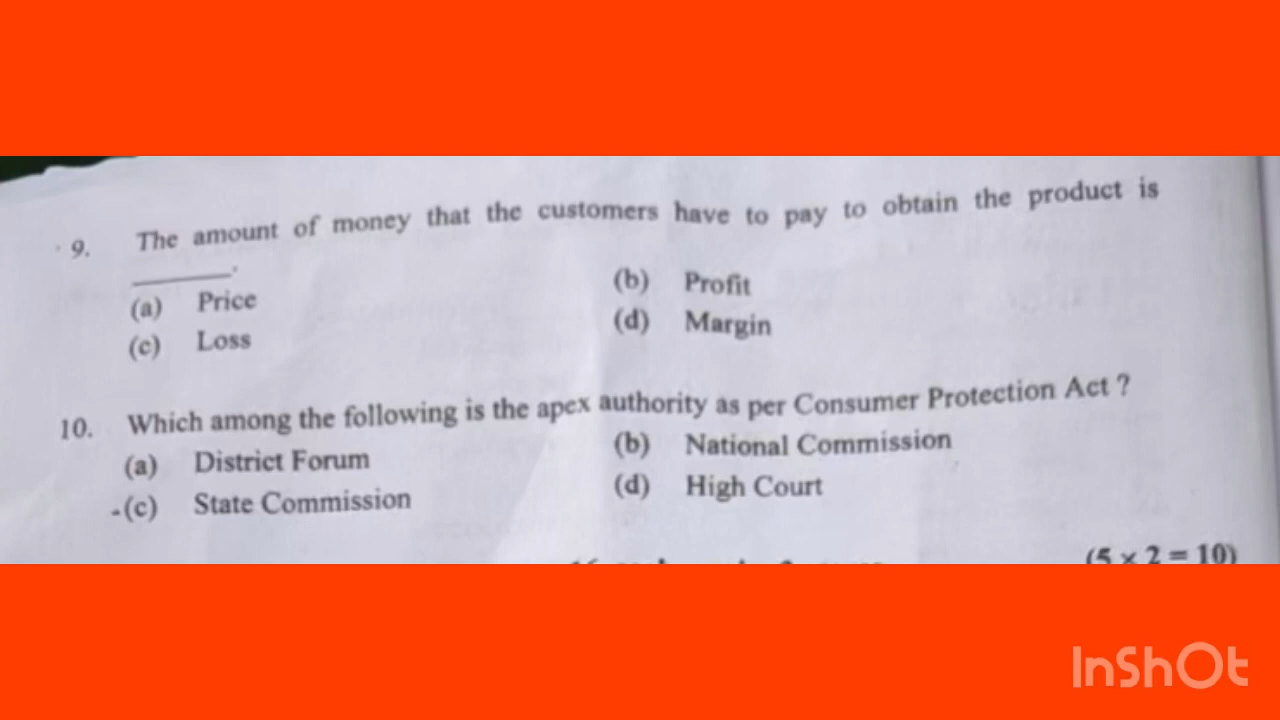 9. The amount of money that the customers have to pay to obtain the product is
________.
(a) Price (b) Profit
(c) Loss (d) Margin
10. Which among the following is the apex authority as per Consumer Protection Act ?
(a) District Forum (b) National Commission
-(c) State Commission (d) High Court
(5 × 2 = 10)
InShOt